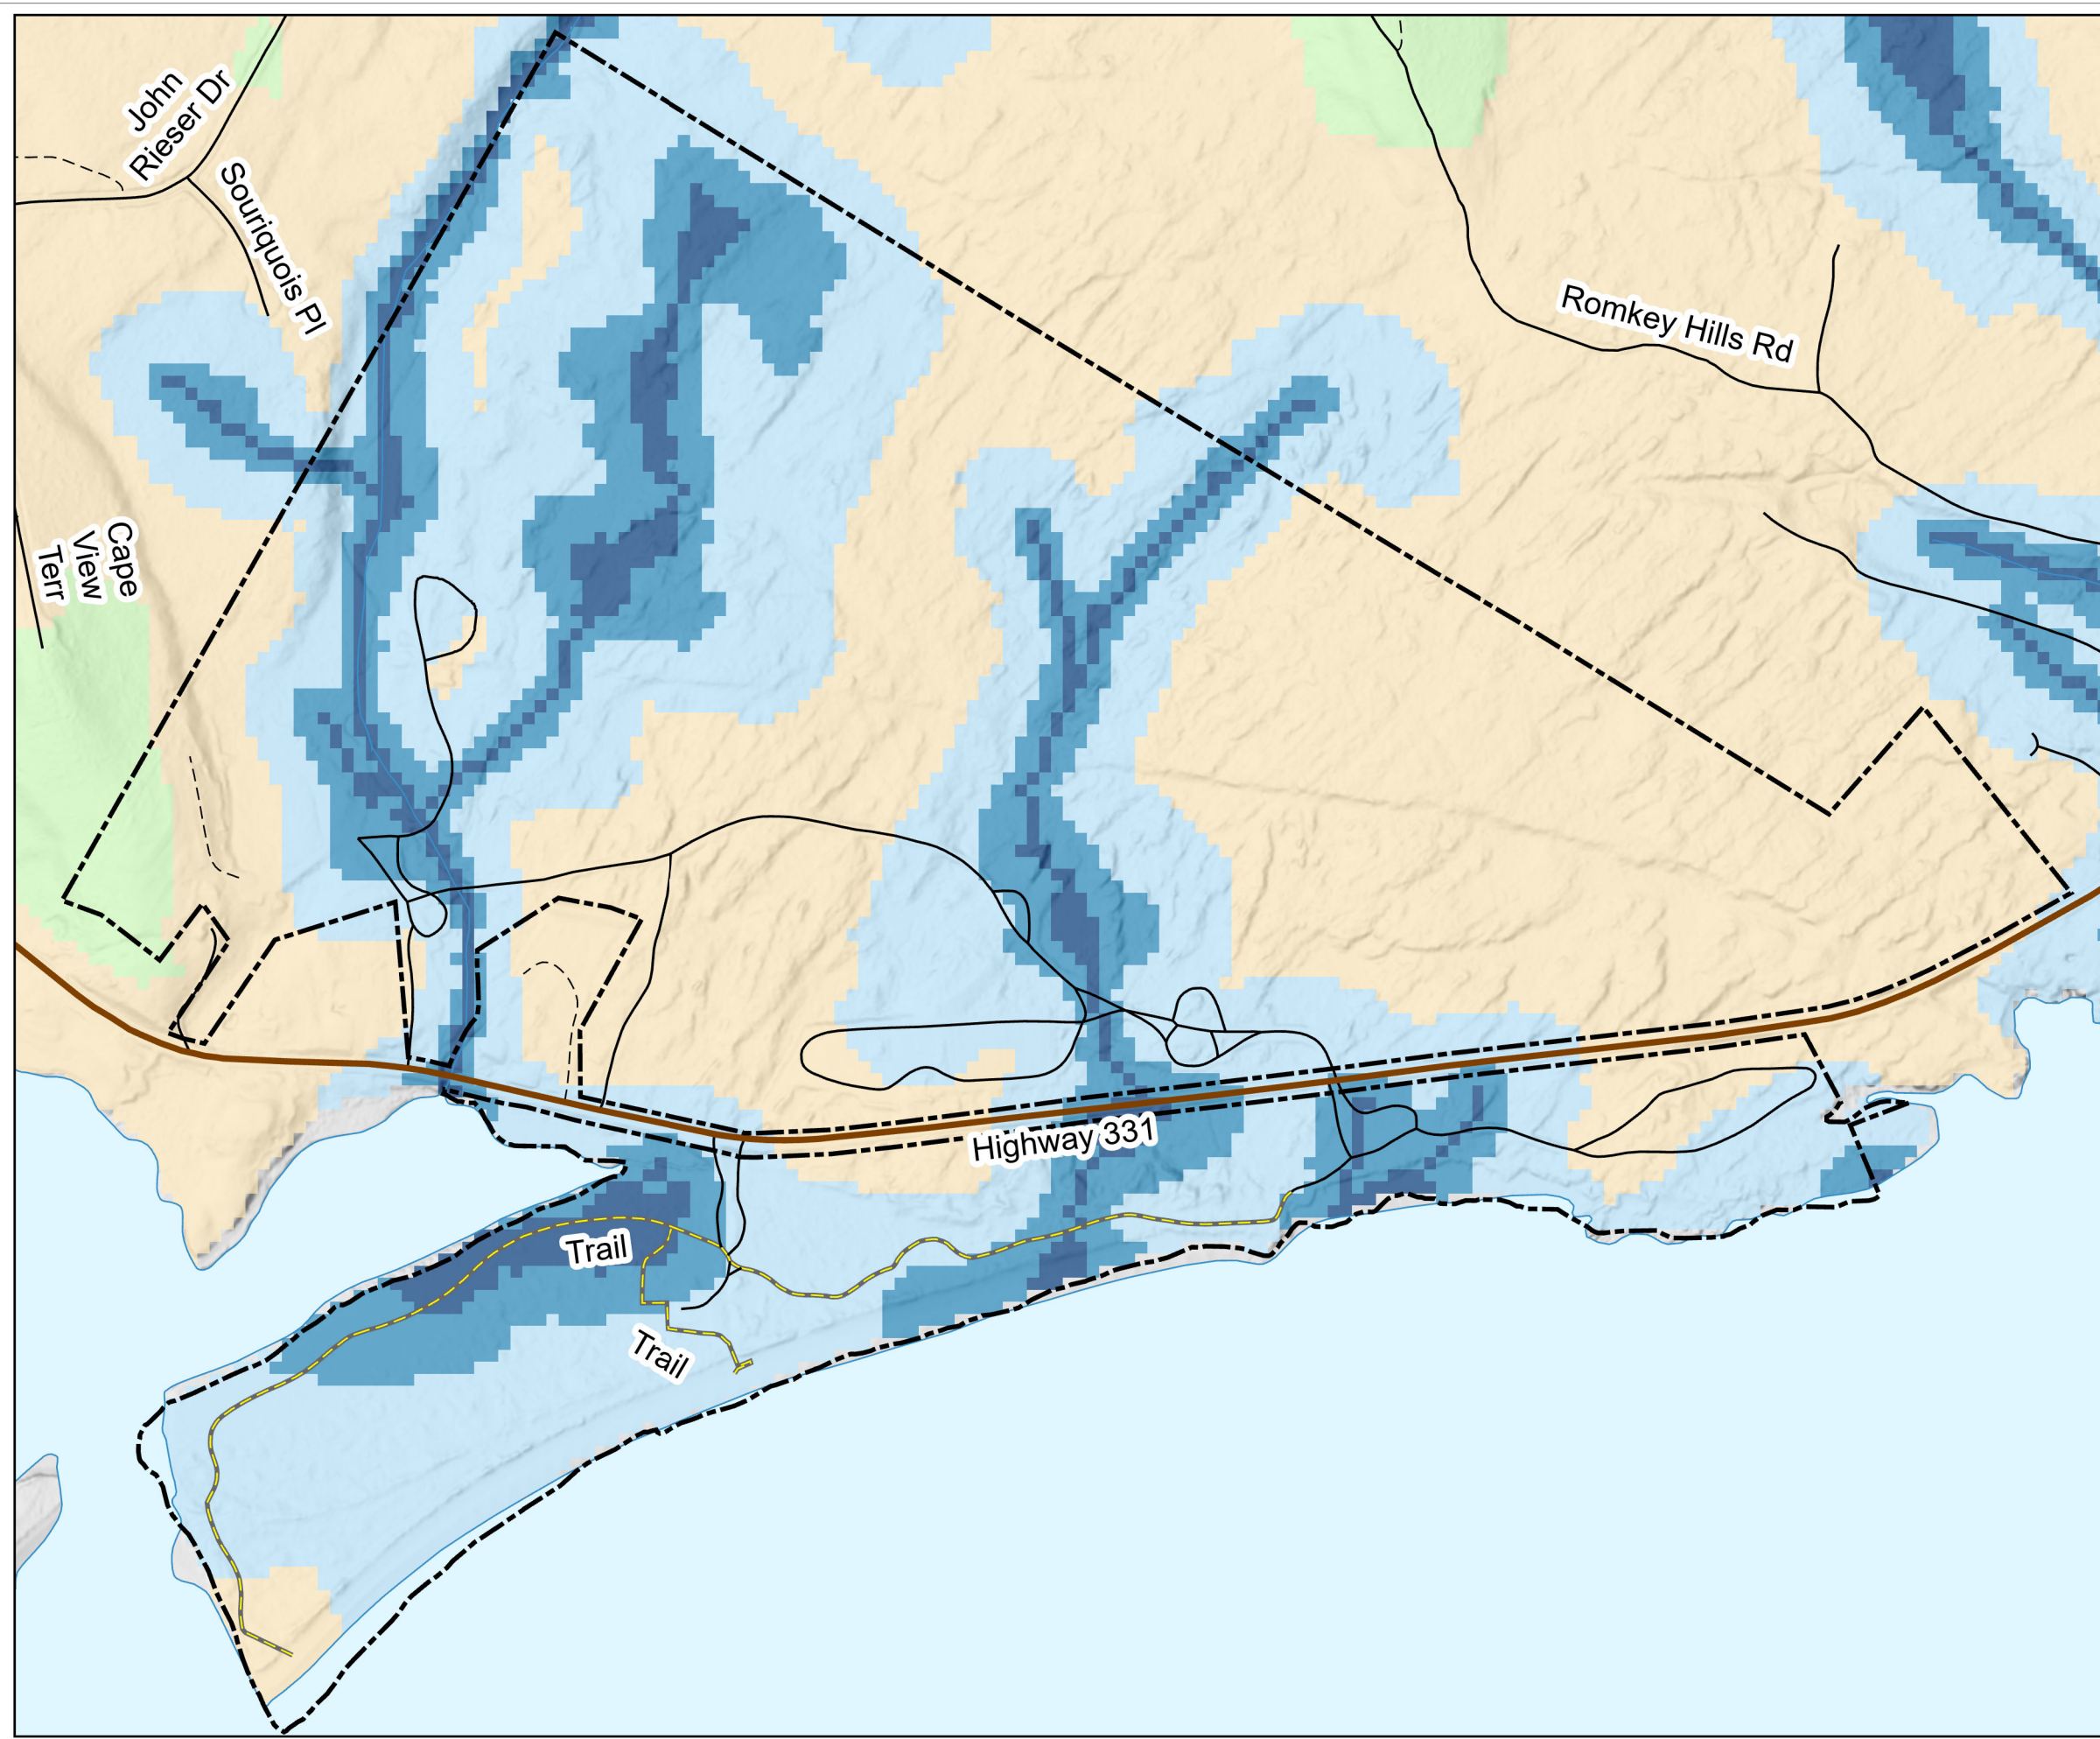 John
Rieser Dr
Souriquois Pl
Romkey Hills Rd
Cape
View
Terr
Highway 331
Trail
Trail